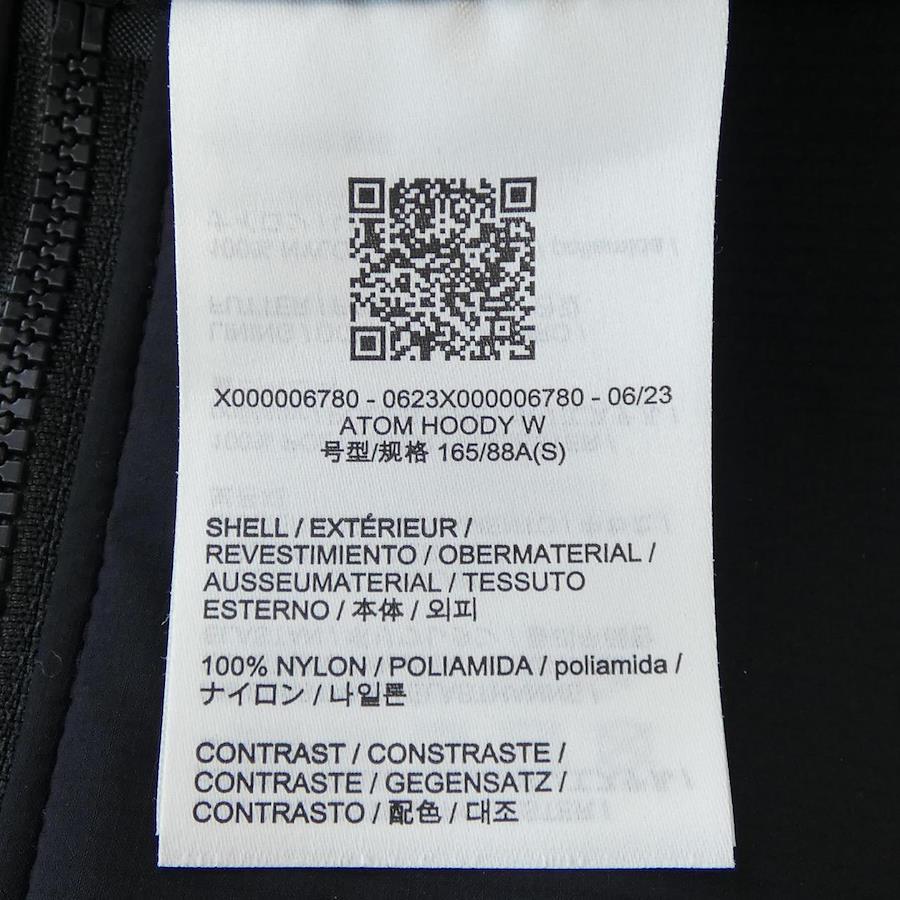 X000006780 - 0623X000006780 - 06/23
ATOM HOODY W
号型/规格 165/88A(S)
SHELL / EXTÉRIEUR /
REVESTIMIENTO / OBERMATERIAL /
AUSSEUMATERIAL / TESSUTO
ESTERNO / 本体 / 외피
100% NYLON / POLIAMIDA / poliamida /
ナイロン / 나일론
CONTRAST / CONSTRASTE /
CONTRASTE / GEGENSATZ /
CONTRASTO / 配色 / 대조